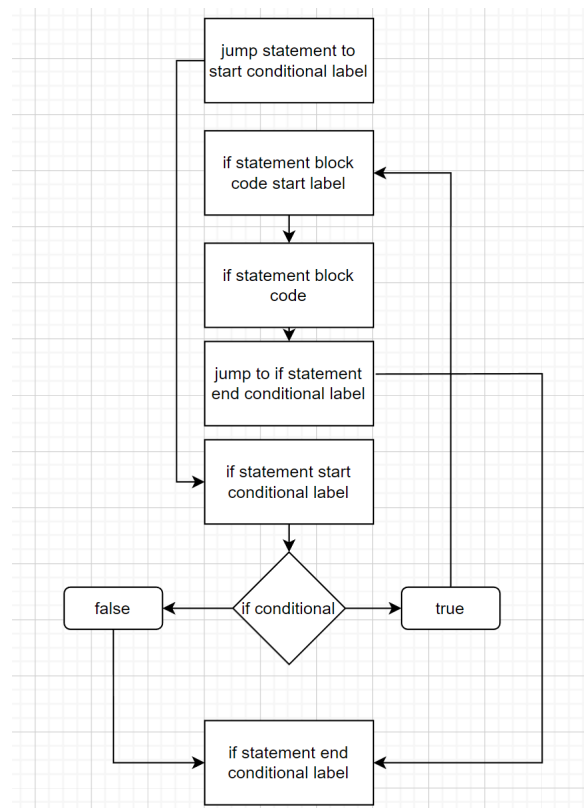 jump statement to
start conditional label
if statement block
code start label
if statement block
code
jump to if statement
end conditional label
if statement start
conditional label
false
if conditional
true
if statement end
conditional label